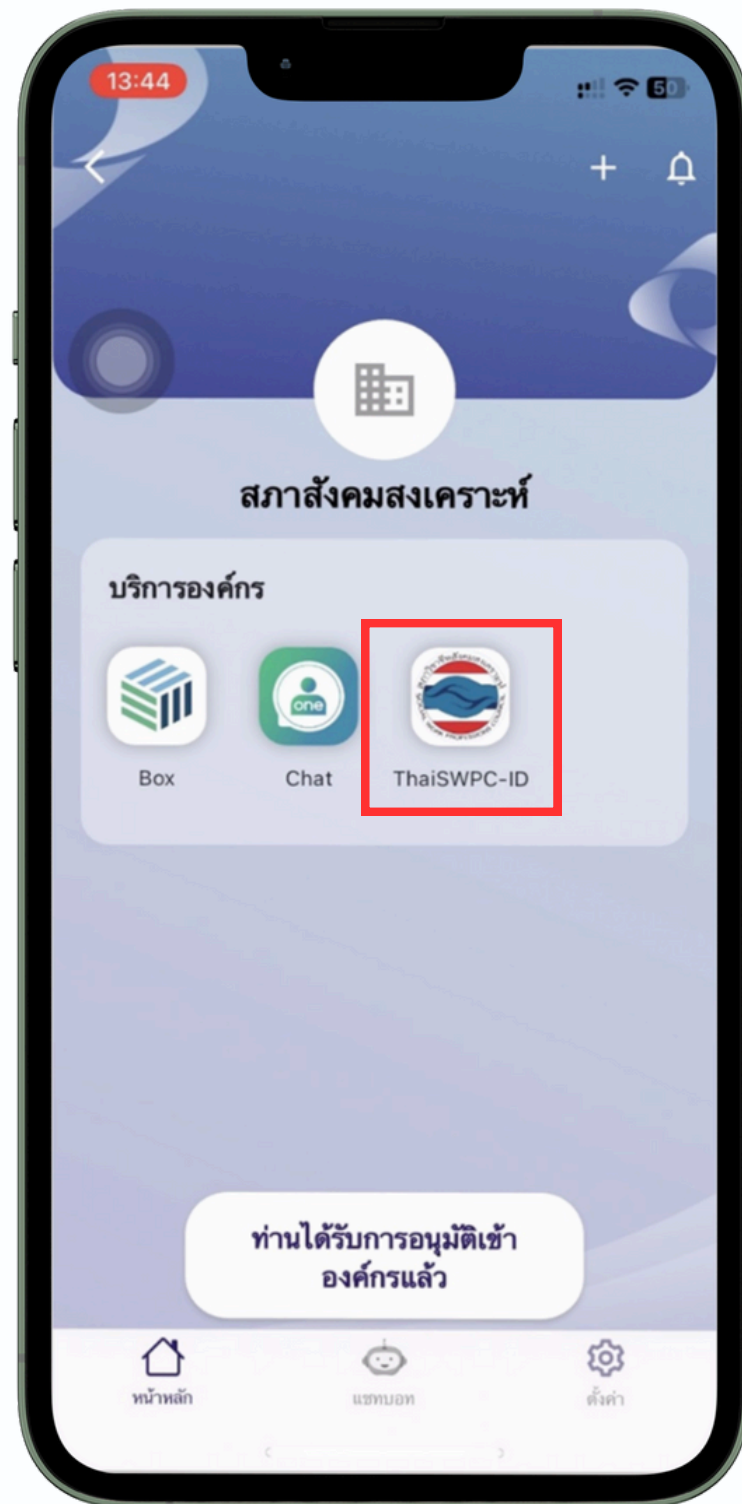 13:44
50
สภาสังคมสงเคราะห์
บริการองค์กร
one
Box
Chat
ThaiSWPC-ID
ท่านได้รับการอนุมัติเข้า
องค์กรแล้ว
หน้าหลัก
แชทบอท
ตั้งค่า